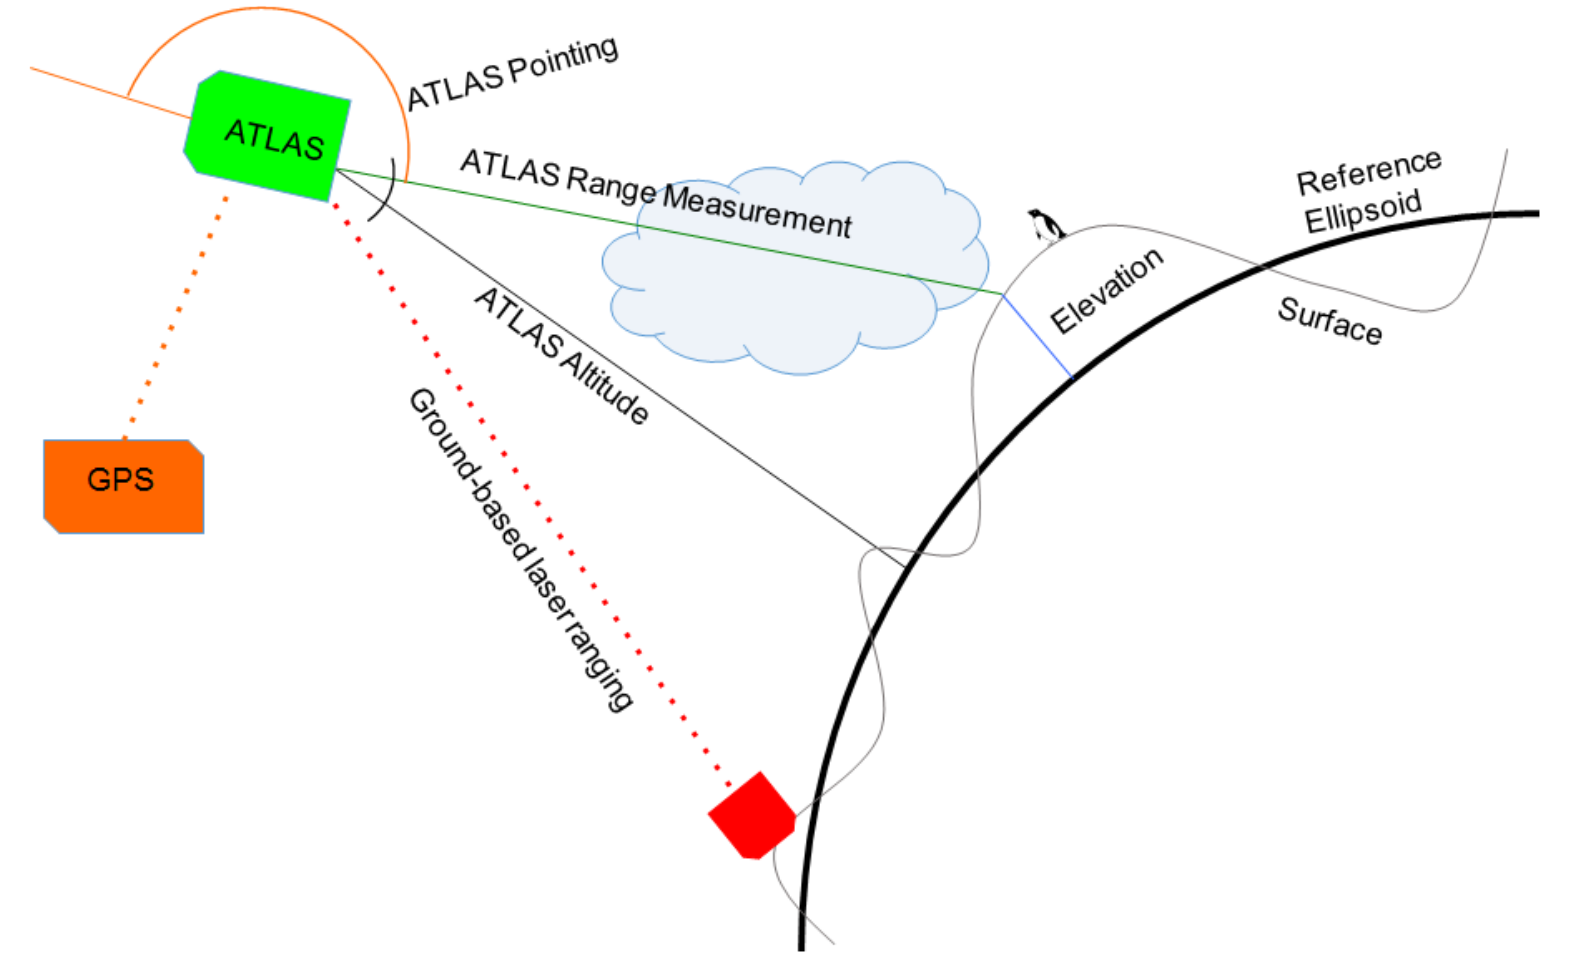 ATLAS Pointing
ATLAS
ATLAS Range Measurement
Reference
Ellipsoid
Elevation
Surface
ATLAS Altitude
Ground-based laser ranging
GPS